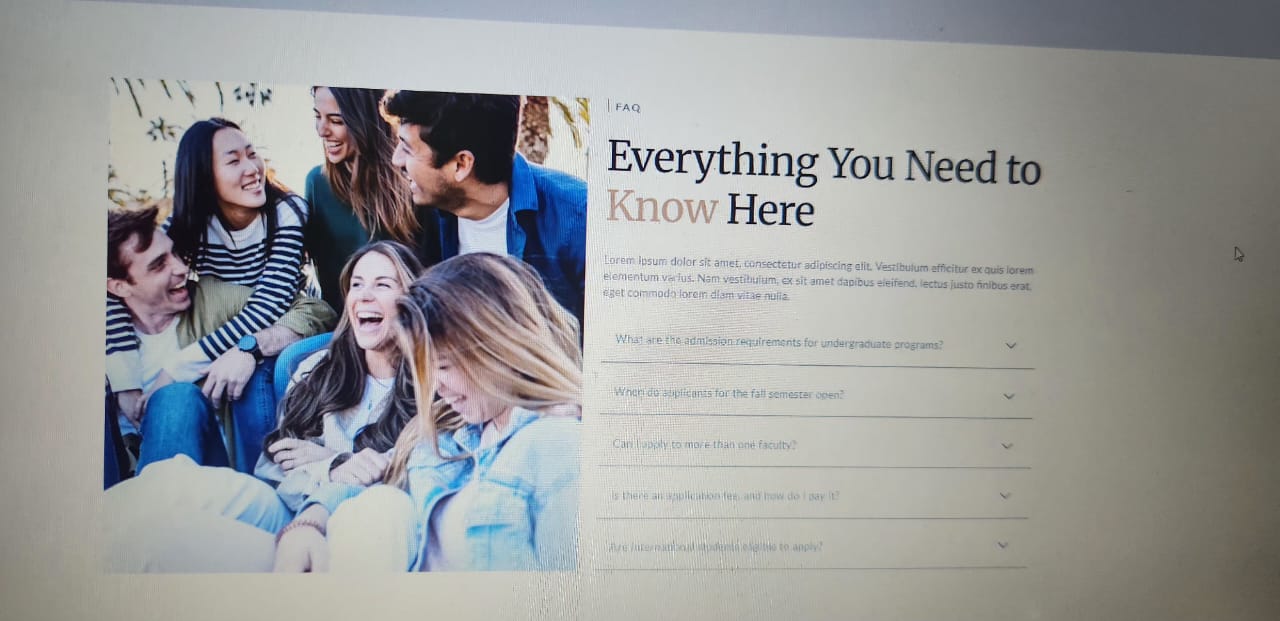 FAQ
Everything You Need to
Know Here
Lorem ipsum dolor sit amet, consectetur adipiscing elit. Vestibulum efficitur ex quis lorem
elementum varius. Nam vestibulum, ex sit amet dapibus eleifend, lectus justo finibus erat,
eget commodo lorem diam vitae nulla.
What are the admission requirements for undergraduate programs?
When do applicants for the fall semester open?
Can I apply to more than one faculty?
Is there an application fee, and how do I pay it?
Are international students eligible to apply?